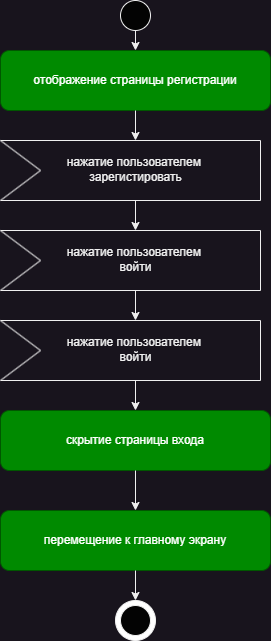 отображение страницы регистрации
нажатие пользователем
зарегистировать
нажатие пользователем
войти
нажатие пользователем
войти
скрытие страницы входа
перемещение к главному экрану